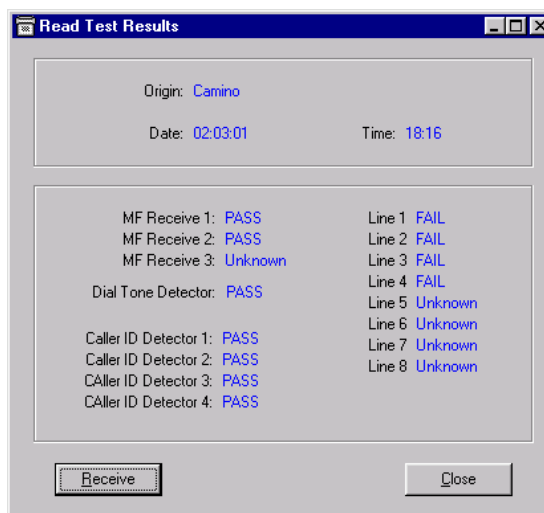 Read Test Results
Origin: Camino
Date: 02:03:01 Time: 18:16
MF Receive 1: PASS
MF Receive 2: PASS
MF Receive 3: Unknown
Dial Tone Detector: PASS
Caller ID Detector 1: PASS
Caller ID Detector 2: PASS
CAller ID Detector 3: PASS
CAller ID Detector 4: PASS
Line 1 FAIL
Line 2 FAIL
Line 3 FAIL
Line 4 FAIL
Line 5 Unknown
Line 6 Unknown
Line 7 Unknown
Line 8 Unknown
Receive
Close